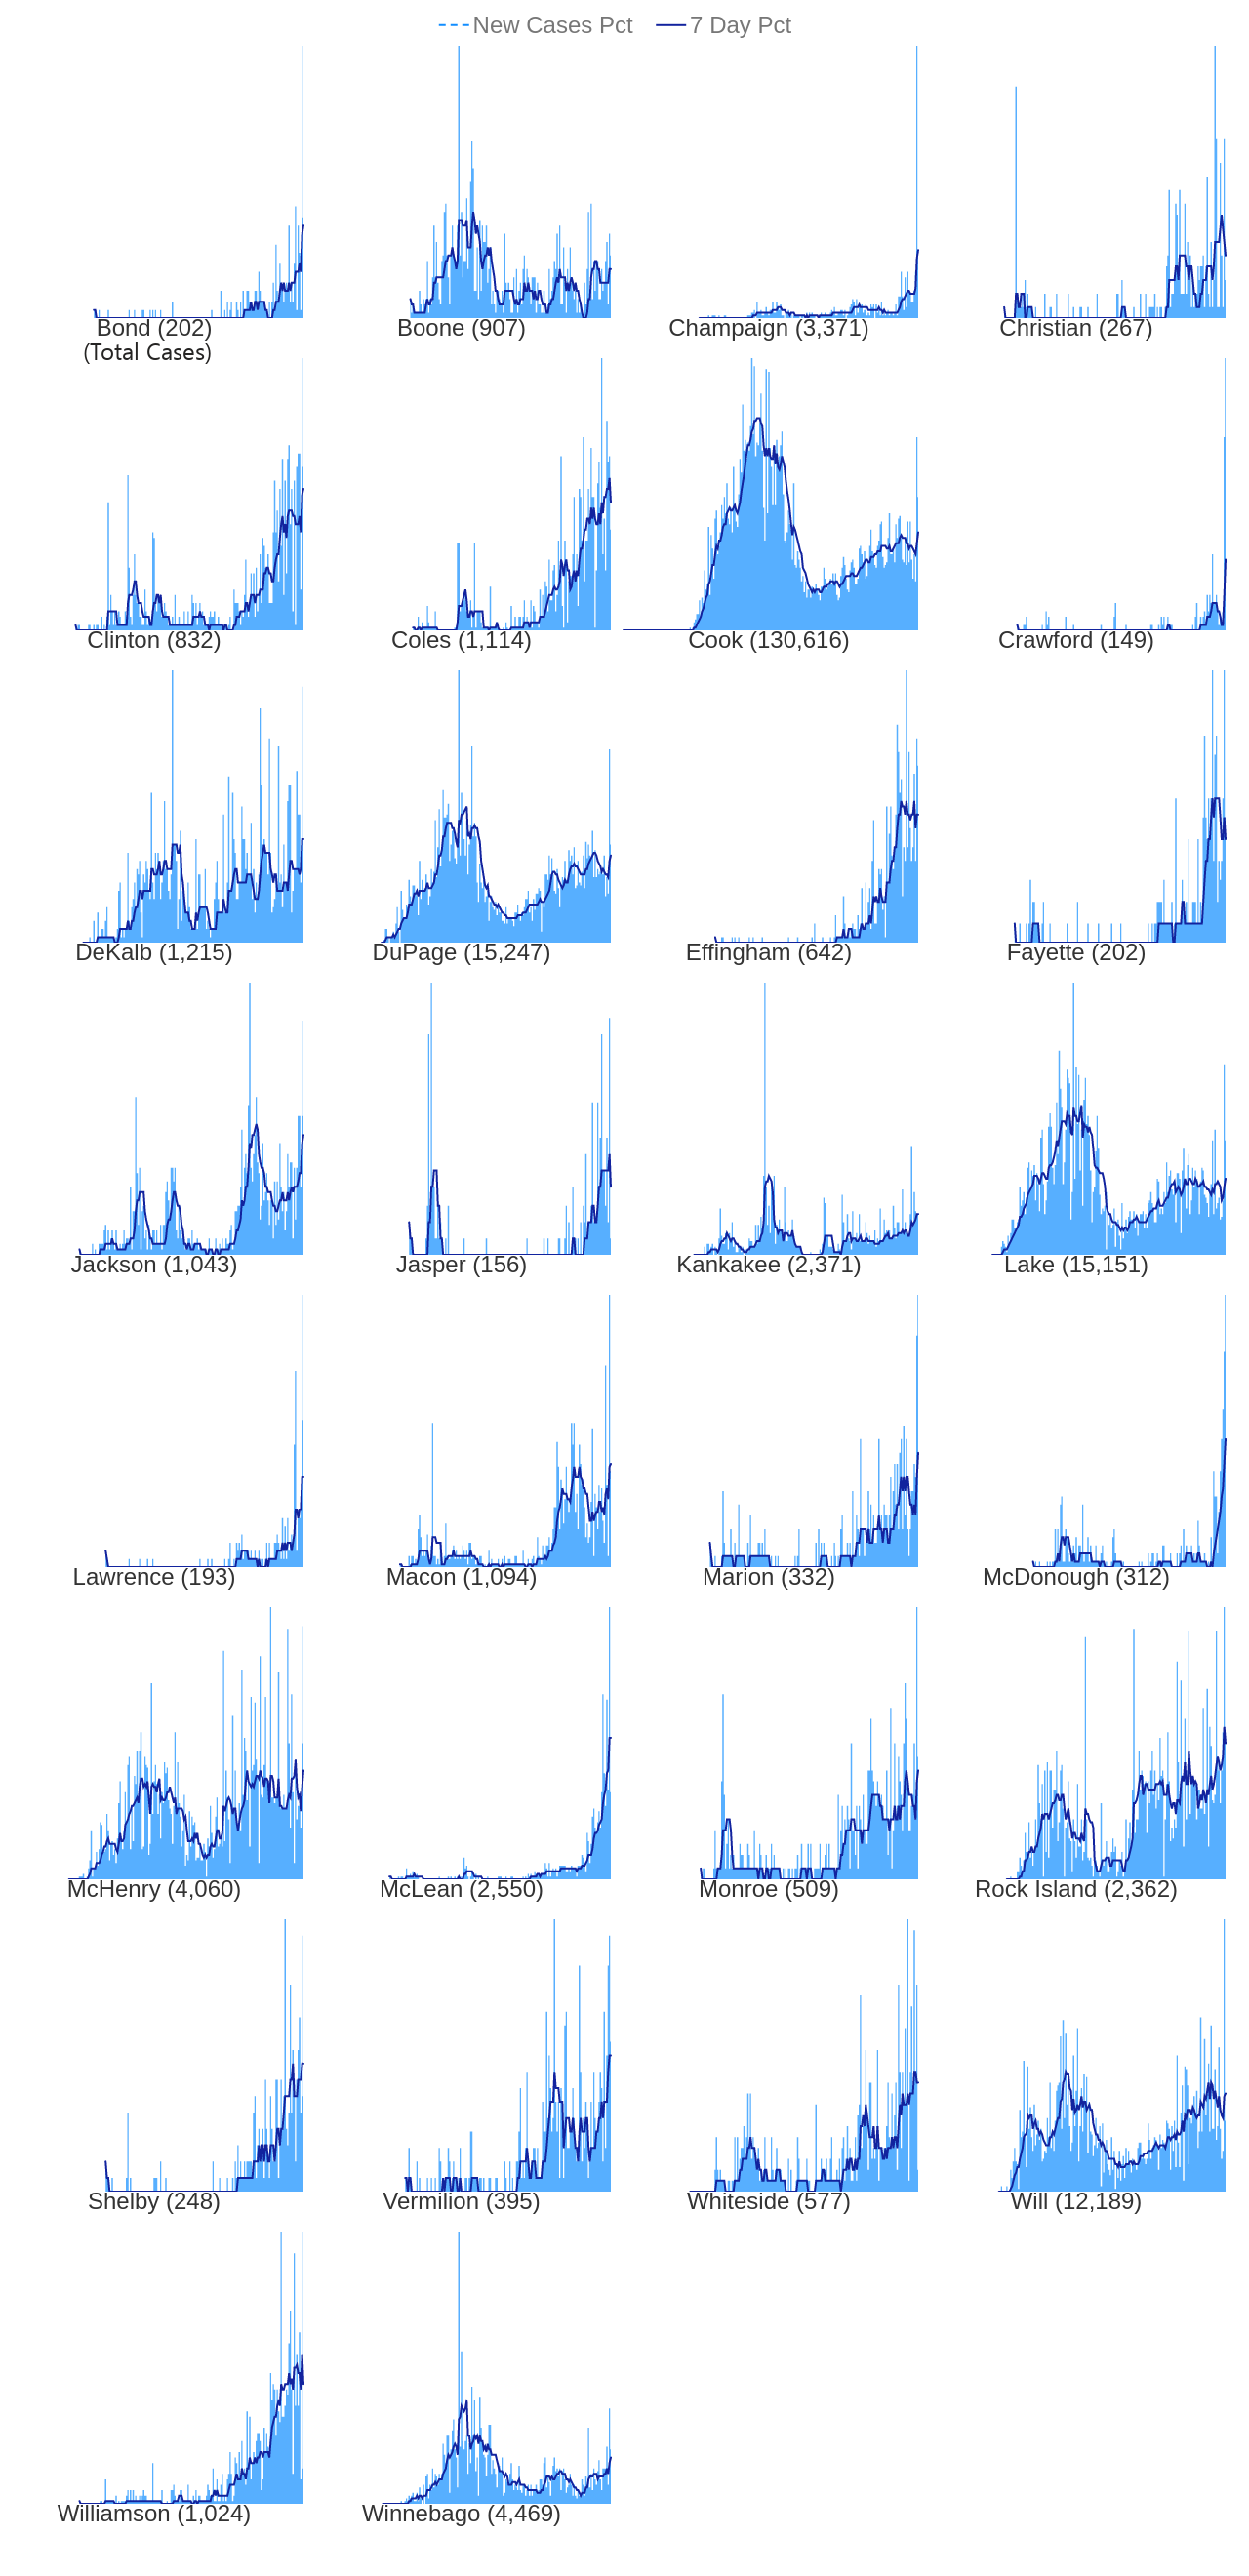 New Cases Pct 7 Day Pct
Bond (202) Boone (907) Champaign (3,371) Christian (267)
(Total Cases)
Clinton (832) Coles (1,114) Cook (130,616) Crawford (149)
DeKalb (1,215) DuPage (15,247) Effingham (642) Fayette (202)
Jackson (1,043) Jasper (156) Kankakee (2,371) Lake (15,151)
Lawrence (193) Macon (1,094) Marion (332) McDonough (312)
McHenry (4,060) McLean (2,550) Monroe (509) Rock Island (2,362)
Shelby (248) Vermilion (395) Whiteside (577) Will (12,189)
Williamson (1,024) Winnebago (4,469)